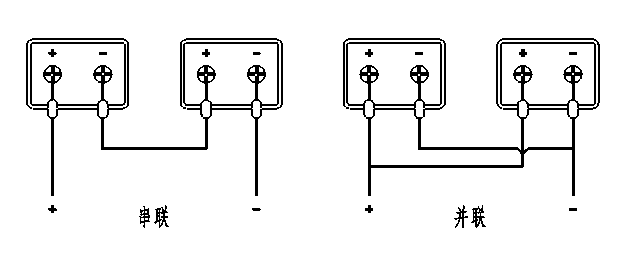 + − + − + − + −
+ − + −
串联 并联